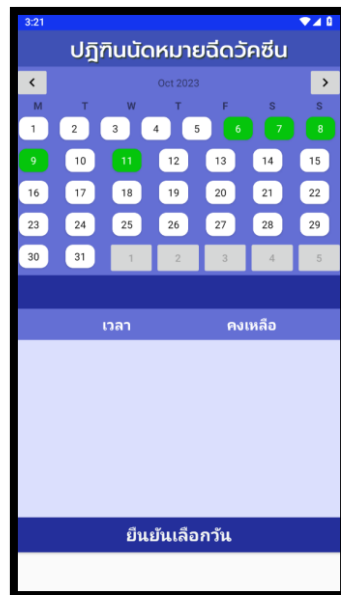 3:21
ปฎิทินนัดหมายฉีดวัคซีน
< Oct 2023 >
M T W T F S S
1 2 3 4 5 6 7 8
9 10 11 12 13 14 15
16 17 18 19 20 21 22
23 24 25 26 27 28 29
30 31 1 2 3 4 5
เวลา คงเหลือ
ยืนยันเลือกวัน